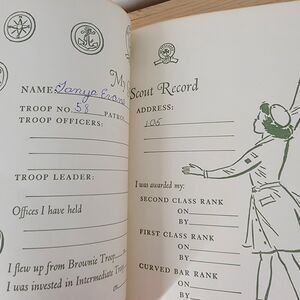 My Scout Record
NAME: Tanya Evans
TROOP NO. 58 PATROL
TROOP OFFICERS:
TROOP LEADER:
Offices I have held
I flew up from Brownie Troop
I was invested in Intermediate Troop
ADDRESS:
105
I was awarded my:
SECOND CLASS RANK
ON
BY
FIRST CLASS RANK
ON
BY
CURVED BAR RANK
ON
BY